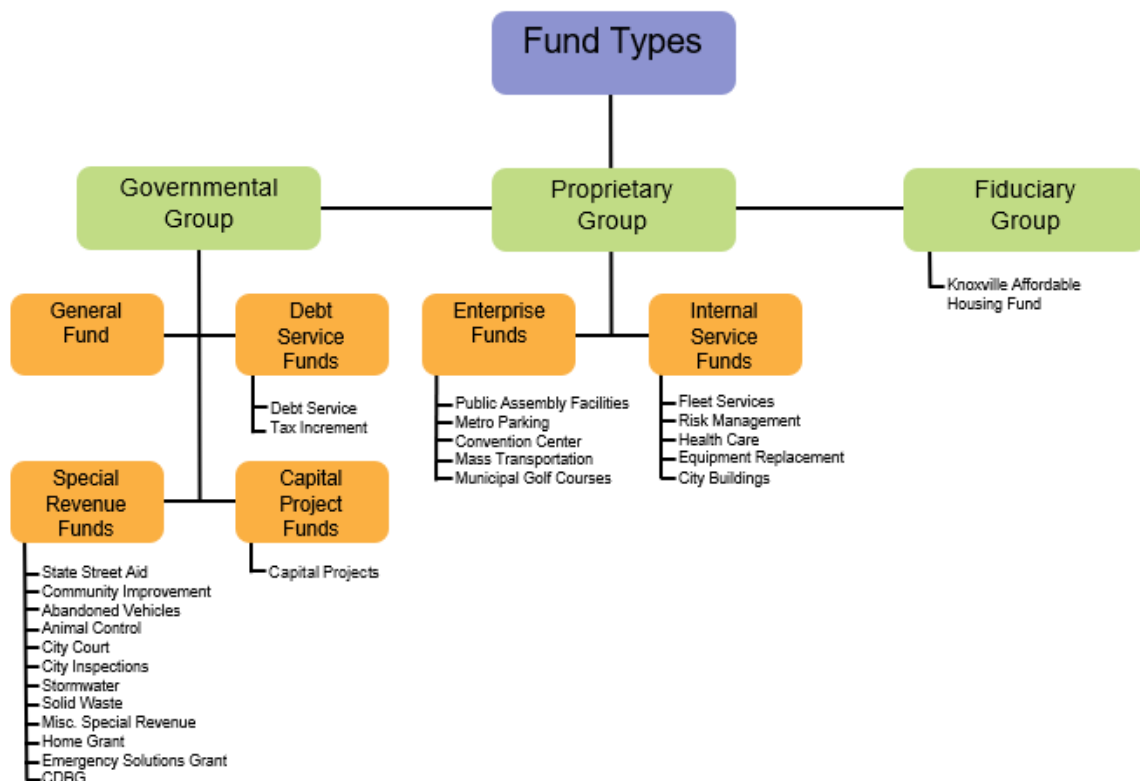 Fund Types
Governmental
Group
Proprietary
Group
Fiduciary
Group
Knoxville Affordable
Housing Fund
General
Fund
Debt
Service
Funds
Debt Service
Tax Increment
Enterprise
Funds
Public Assembly Facilities
Metro Parking
Convention Center
Mass Transportation
Municipal Golf Courses
Internal
Service
Funds
Fleet Services
Risk Management
Health Care
Equipment Replacement
City Buildings
Special
Revenue
Funds
State Street Aid
Community Improvement
Abandoned Vehicles
Animal Control
City Court
City Inspections
Stormwater
Solid Waste
Misc. Special Revenue
Home Grant
Emergency Solutions Grant
CDBG
Capital
Project
Funds
Capital Projects